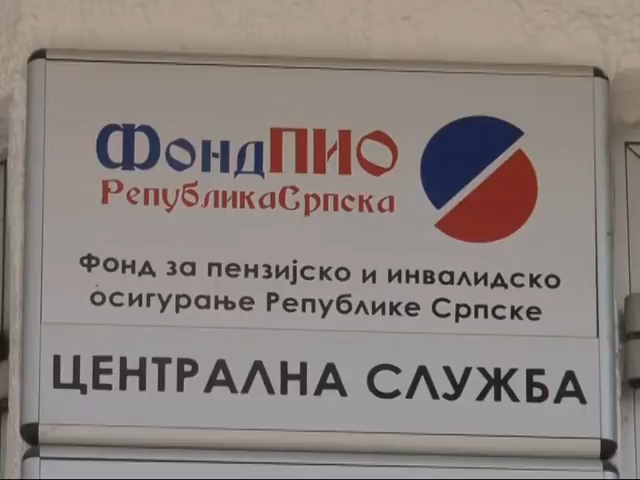 ФондПИО
РепубликаСрпска
Фонд за пензијско и инвалидско
осигурање Републике Српске
ЦЕНТРАЛНА СЛУЖБА